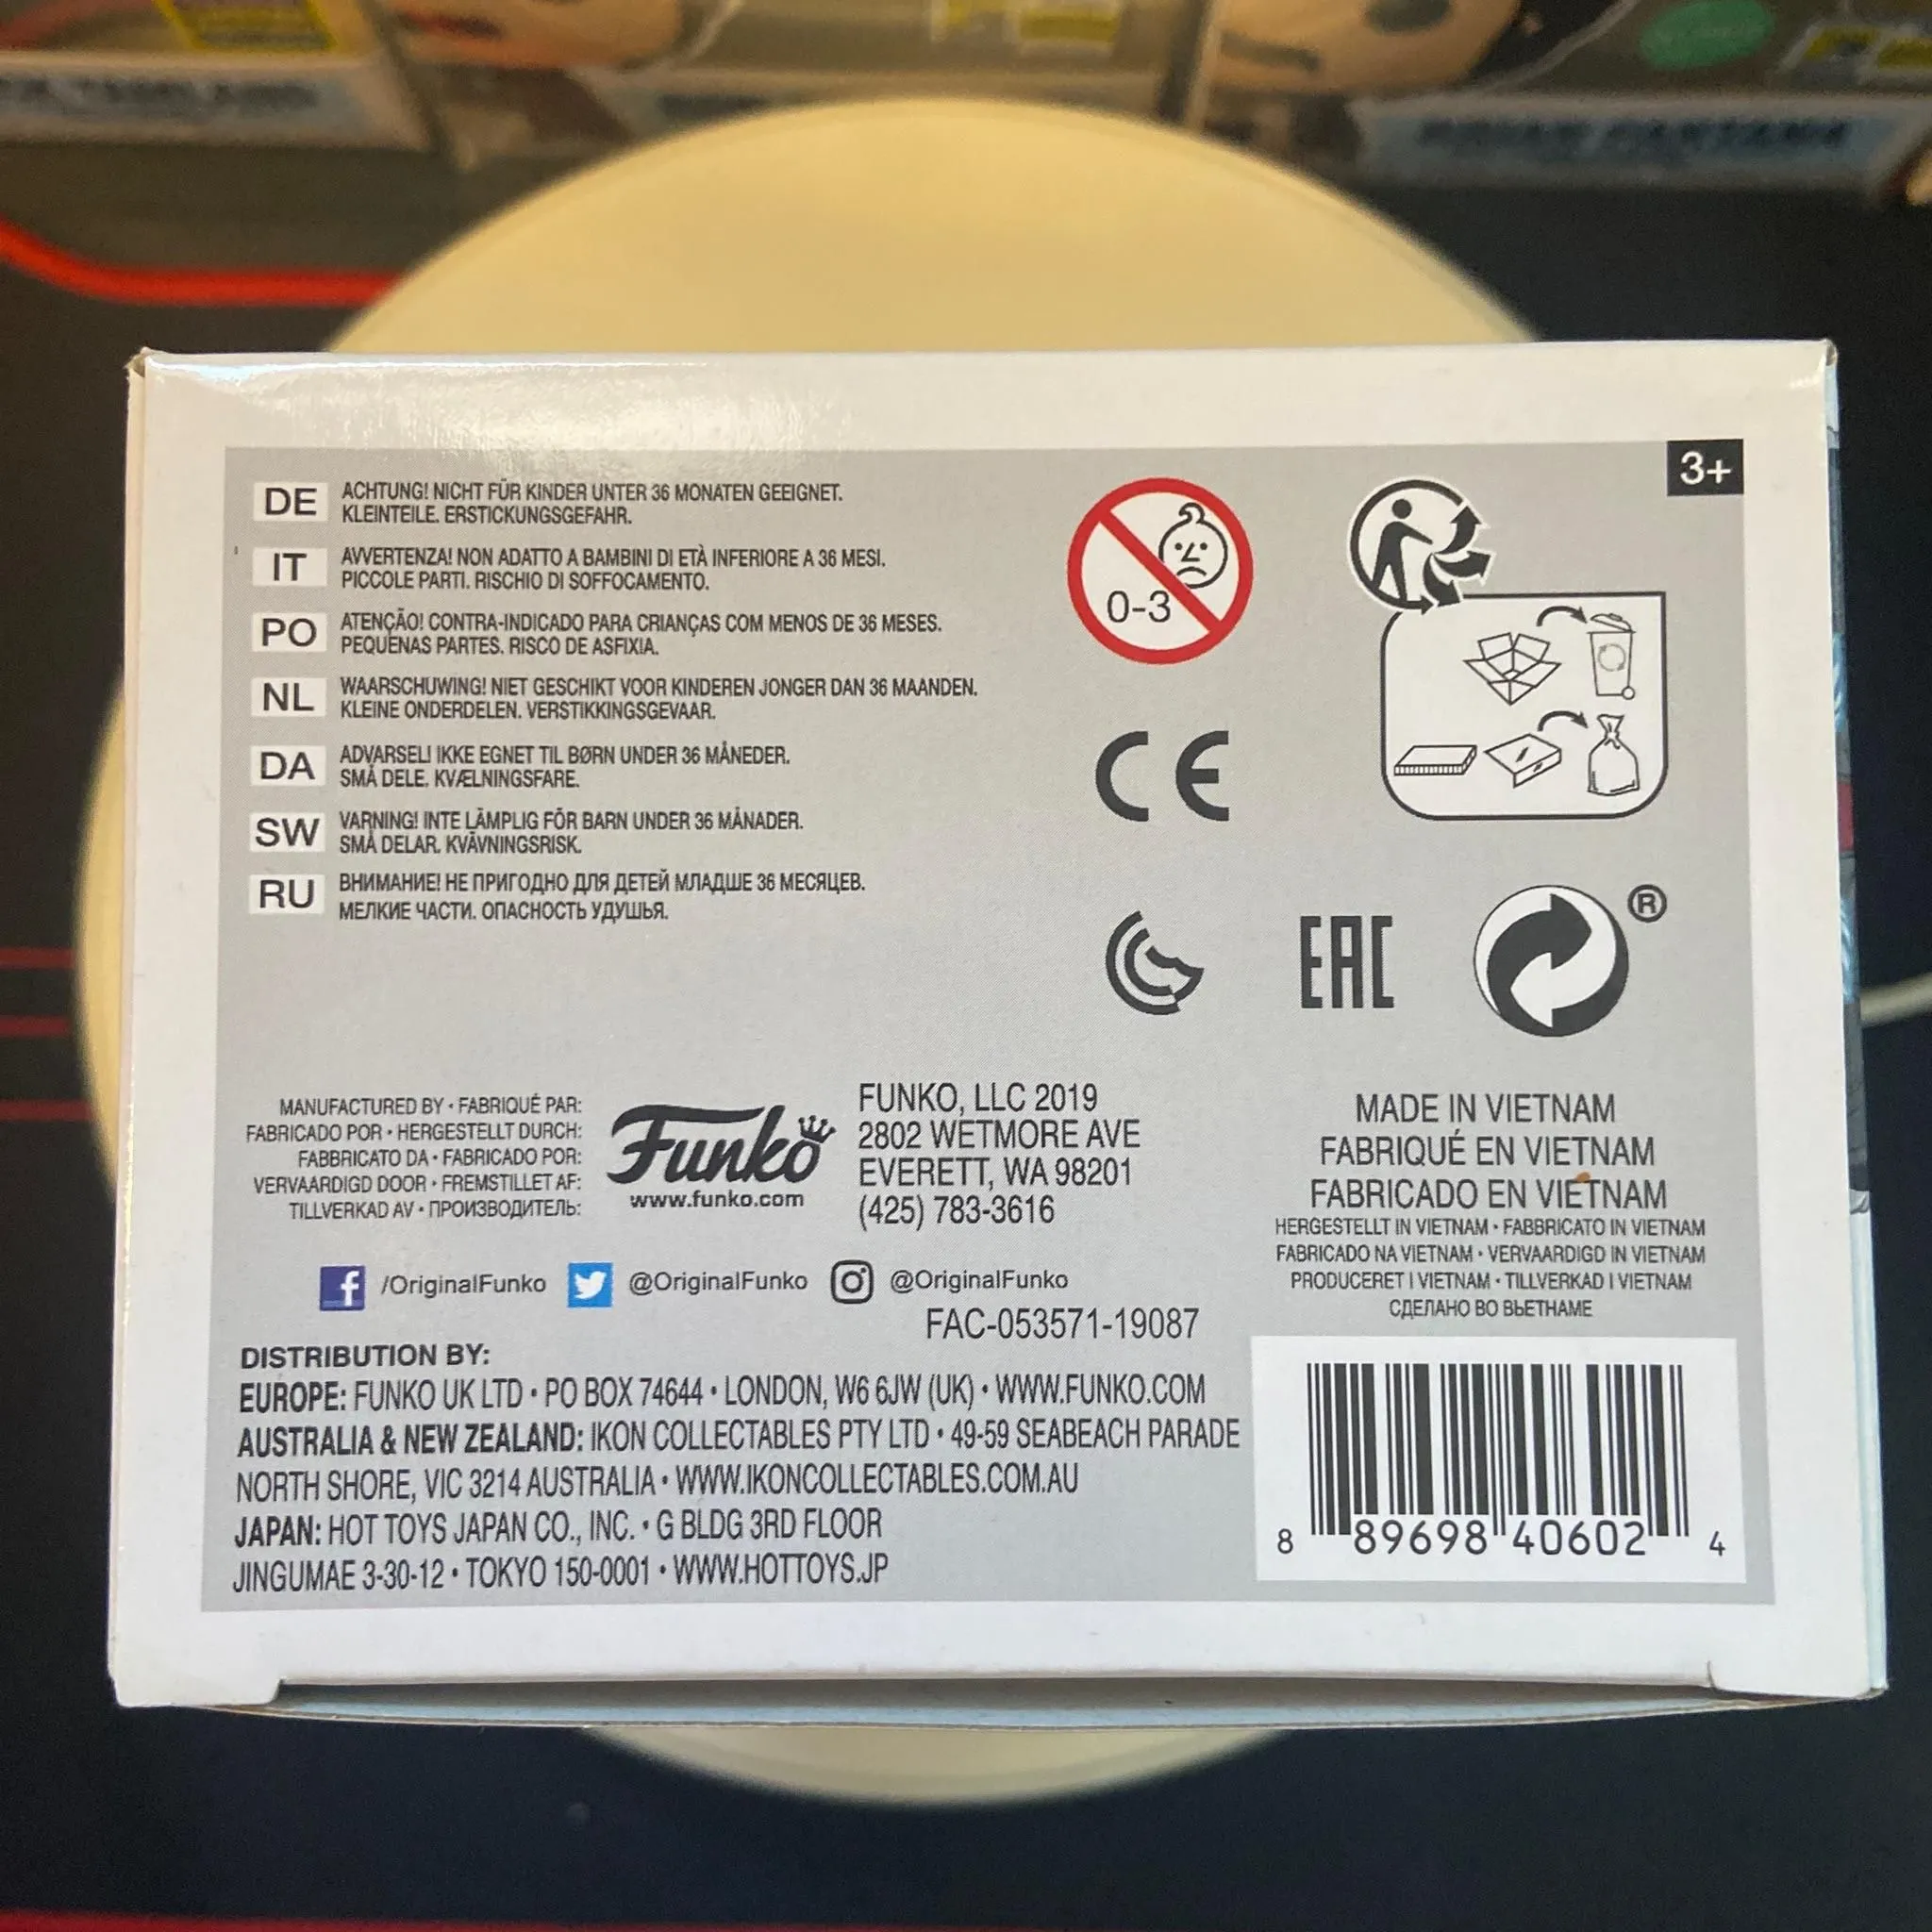 3+
DE
ACHTUNG! NICHT FÜR KINDER UNTER 36 MONATEN GEEIGNET.
KLEINTEILE. ERSTICKUNGSGEFAHR.
IT
AVVERTENZA! NON ADATTO A BAMBINI DI ETÀ INFERIORE A 36 MESI.
PICCOLE PARTI. RISCHIO DI SOFFOCAMENTO.
PO
ATENÇÃO! CONTRA-INDICADO PARA CRIANÇAS COM MENOS DE 36 MESES.
PEQUENAS PARTES. RISCO DE ASFIXIA.
NL
WAARSCHUWING! NIET GESCHIKT VOOR KINDEREN JONGER DAN 36 MAANDEN.
KLEINE ONDERDELEN. VERSTIKKINGSGEVAAR.
DA
ADVARSEL! IKKE EGNET TIL BØRN UNDER 36 MÅNEDER.
SMÅ DELE. KVÆLNINGSFARE.
SW
VARNING! INTE LÄMPLIG FÖR BARN UNDER 36 MÅNADER.
SMÅ DELAR. KVÄVNINGSRISK.
RU
ВНИМАНИЕ! НЕ ПРИГОДНО ДЛЯ ДЕТЕЙ МЛАДШЕ 36 МЕСЯЦЕВ.
МЕЛКИЕ ЧАСТИ. ОПАСНОСТЬ УДУШЬЯ.
0-3
CE
EAC
®
MANUFACTURED BY • FABRIQUÉ PAR:
FABRICADO POR • HERGESTELLT DURCH:
FABBRICATO DA • FABRICADO POR:
VERVAARDIGD DOOR • FREMSTILLET AF:
TILLVERKAD AV • ПРОИЗВОДИТЕЛЬ:
Funko
www.funko.com
FUNKO, LLC 2019
2802 WETMORE AVE
EVERETT, WA 98201
(425) 783-3616
MADE IN VIETNAM
FABRIQUÉ EN VIETNAM
FABRICADO EN VIETNAM
HERGESTELLT IN VIETNAM • FABBRICATO IN VIETNAM
FABRICADO NA VIETNAM • VERVAARDIGD IN VIETNAM
PRODUCERET I VIETNAM • TILLVERKAD I VIETNAM
СДЕЛАНО ВО ВЬЕТНАМЕ
f /OriginalFunko @OriginalFunko @OriginalFunko
FAC-053571-19087
DISTRIBUTION BY:
EUROPE: FUNKO UK LTD • PO BOX 74644 • LONDON, W6 6JW (UK) • WWW.FUNKO.COM
AUSTRALIA & NEW ZEALAND: IKON COLLECTABLES PTY LTD • 49-59 SEABEACH PARADE
NORTH SHORE, VIC 3214 AUSTRALIA • WWW.IKONCOLLECTABLES.COM.AU
JAPAN: HOT TOYS JAPAN CO., INC. • G BLDG 3RD FLOOR
JINGUMAE 3-30-12 • TOKYO 150-0001 • WWW.HOTTOYS.JP
8 89698 40602 4